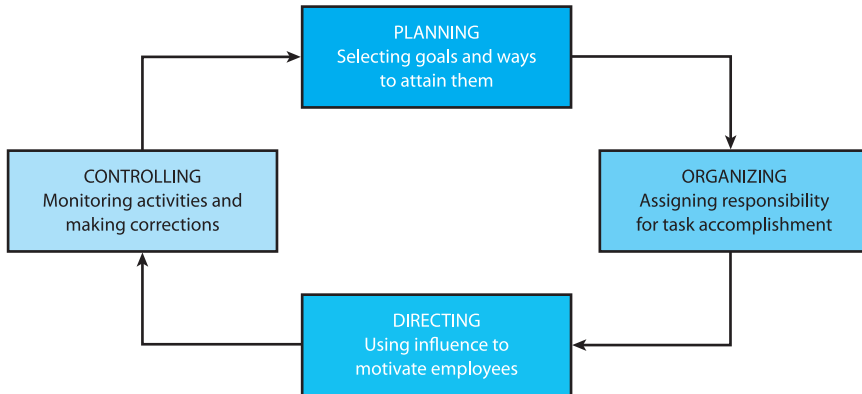 PLANNING
Selecting goals and ways
to attain them
CONTROLLING
Monitoring activities and
making corrections
ORGANIZING
Assigning responsibility
for task accomplishment
DIRECTING
Using influence to
motivate employees